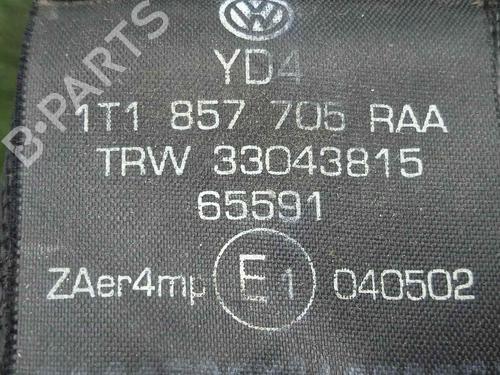 B-PARTS
YD4
1T1 857 705 RAA
TRW 33043815
65591
ZAer4mp E1 040502